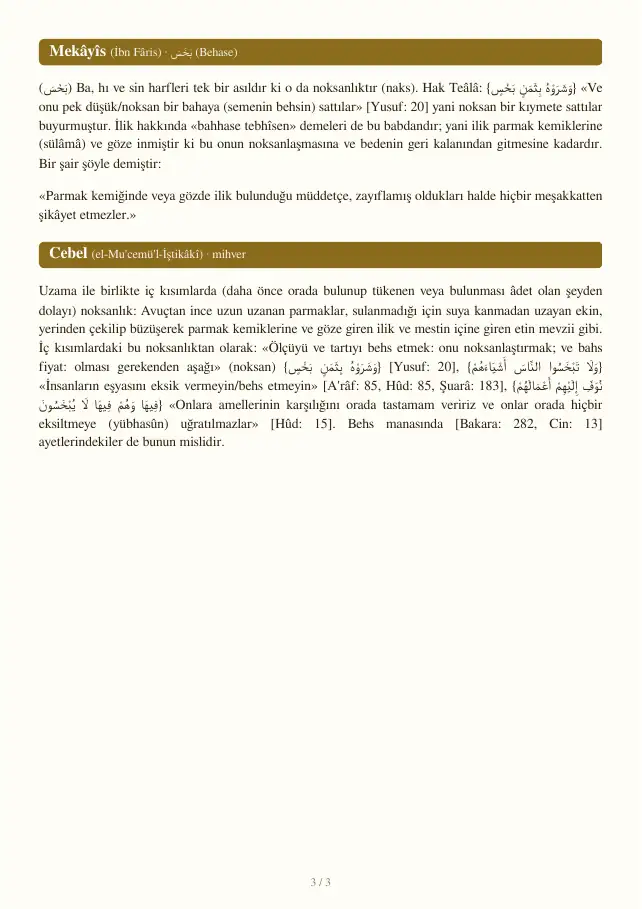 Mekâyîs (İbn Fâris) · بَخَسَ (Behase)
(بَخَسَ) Ba, hı ve sin harfleri tek bir asıldır ki o da noksanlıktır (naks). Hak Teâlâ: {وَشَرَوْهُ بِثَمَنٍ بَخْسٍ} «Ve
onu pek düşük/noksan bir bahaya (semenin behsin) sattılar» [Yusuf: 20] yani noksan bir kıymete sattılar
buyurmuştur. İlik hakkında «bahhase tebhîsen» demeleri de bu babdandır; yani ilik parmak kemiklerine
(sülâmâ) ve göze inmiştir ki bu onun noksanlaşmasına ve bedenin geri kalanından gitmesine kadardır.
Bir şair şöyle demiştir:
«Parmak kemiğinde veya gözde ilik bulunduğu müddetçe, zayıflamış oldukları halde hiçbir meşakkatten
şikâyet etmezler.»
Cebel (el-Mu'cemü'l-İştikâkî) · mihver
Uzama ile birlikte iç kısımlarda (daha önce orada bulunup tükenen veya bulunması âdet olan şeyden
dolayı) noksanlık: Avuçtan ince uzun uzanan parmaklar, sulanmadığı için suya kanmadan uzayan ekin,
yerinden çekilip büzüşerek parmak kemiklerine ve göze giren ilik ve mestin içine giren etin mevzii gibi.
İç kısımlardaki bu noksanlıktan olarak: «Ölçüyü ve tartıyı behs etmek: onu noksanlaştırmak; ve bahs
fiyat: olması gerekenden aşağı» (noksan) {وَشَرَوْهُ بِثَمَنٍ بَخْسٍ} [Yusuf: 20], {وَلَا تَبْخَسُوا النَّاسَ أَشْيَاءَهُمْ}
«İnsanların eşyasını eksik vermeyin/behs etmeyin» [A'râf: 85, Hûd: 85, Şuarâ: 183], {نُوَفِّ إِلَيْهِمْ أَعْمَالَهُمْ
فِيهَا وَهُمْ فِيهَا لَا يُبْخَسُونَ} «Onlara amellerinin karşılığını orada tastamam veririz ve onlar orada hiçbir
eksiltmeye (yübhasûn) uğratılmazlar» [Hûd: 15]. Behs manasında [Bakara: 282, Cin: 13]
ayetlerindekiler de bunun mislidir.
3 / 3